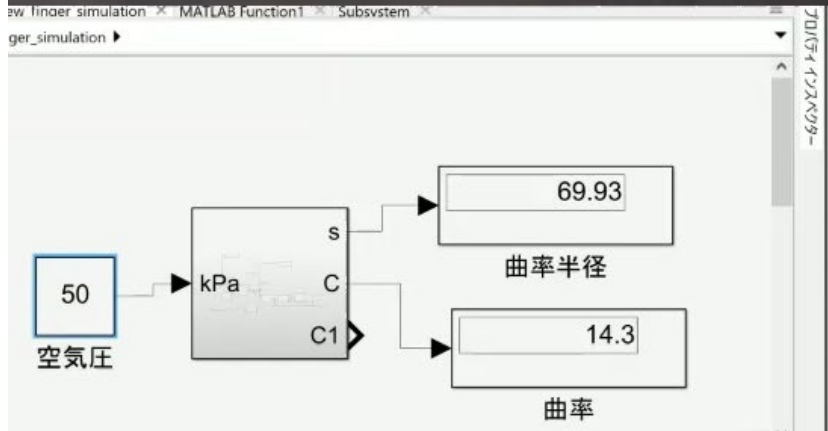 ew finger simulation × MATLAB Function1 × Subsystem ×
ger_simulation
プロパティ インスペクター
69.93
s
曲率半径
50
kPa
C
14.3
C1
空気圧
曲率